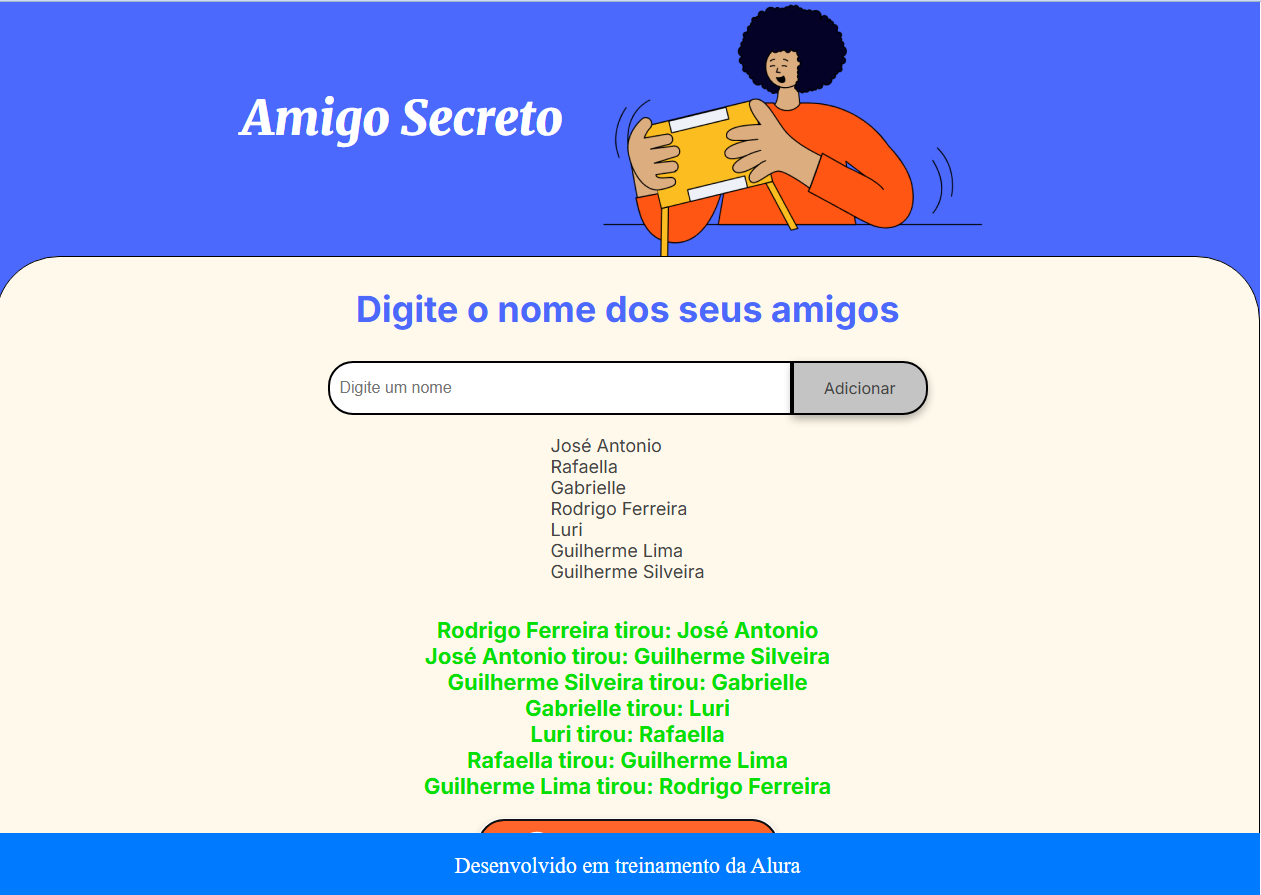 Amigo Secreto
Digite o nome dos seus amigos
Digite um nome
Adicionar
José Antonio
Rafaella
Gabrielle
Rodrigo Ferreira
Luri
Guilherme Lima
Guilherme Silveira
Rodrigo Ferreira tirou: José Antonio
José Antonio tirou: Guilherme Silveira
Guilherme Silveira tirou: Gabrielle
Gabrielle tirou: Luri
Luri tirou: Rafaella
Rafaella tirou: Guilherme Lima
Guilherme Lima tirou: Rodrigo Ferreira
Desenvolvido em treinamento da Alura